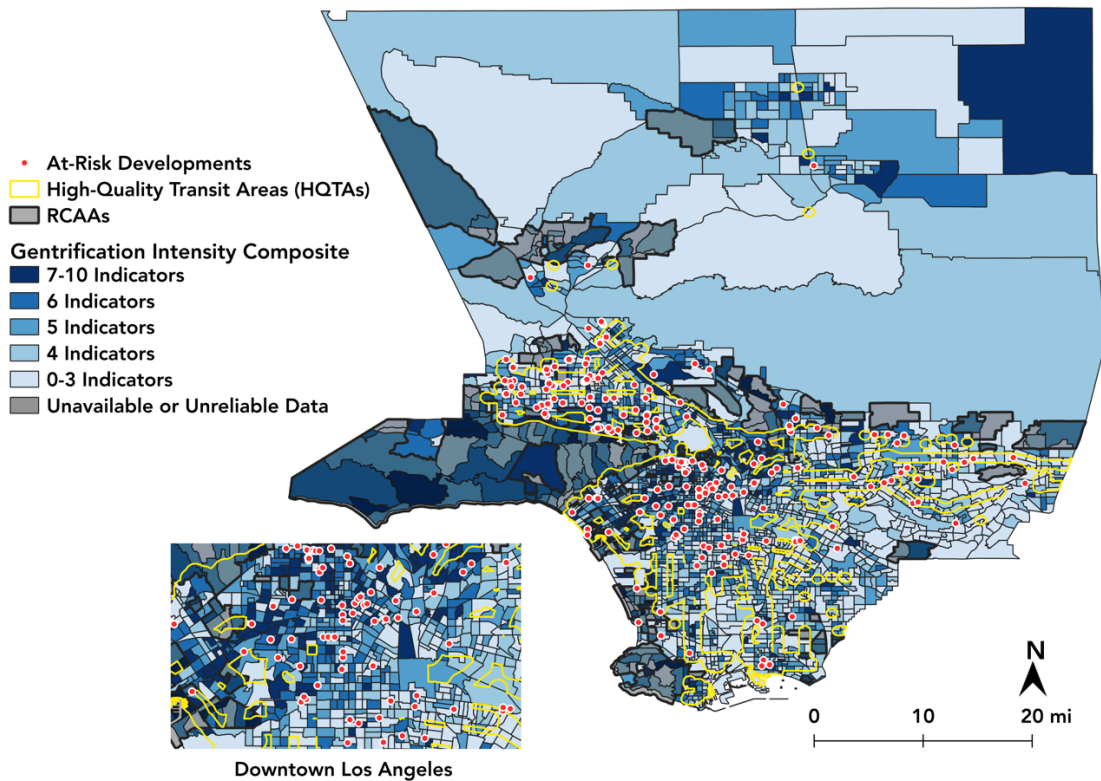 At-Risk Developments
High-Quality Transit Areas (HQTAs)
RCAAs
Gentrification Intensity Composite
7-10 Indicators
6 Indicators
5 Indicators
4 Indicators
0-3 Indicators
Unavailable or Unreliable Data
N
0 10 20 mi
Downtown Los Angeles